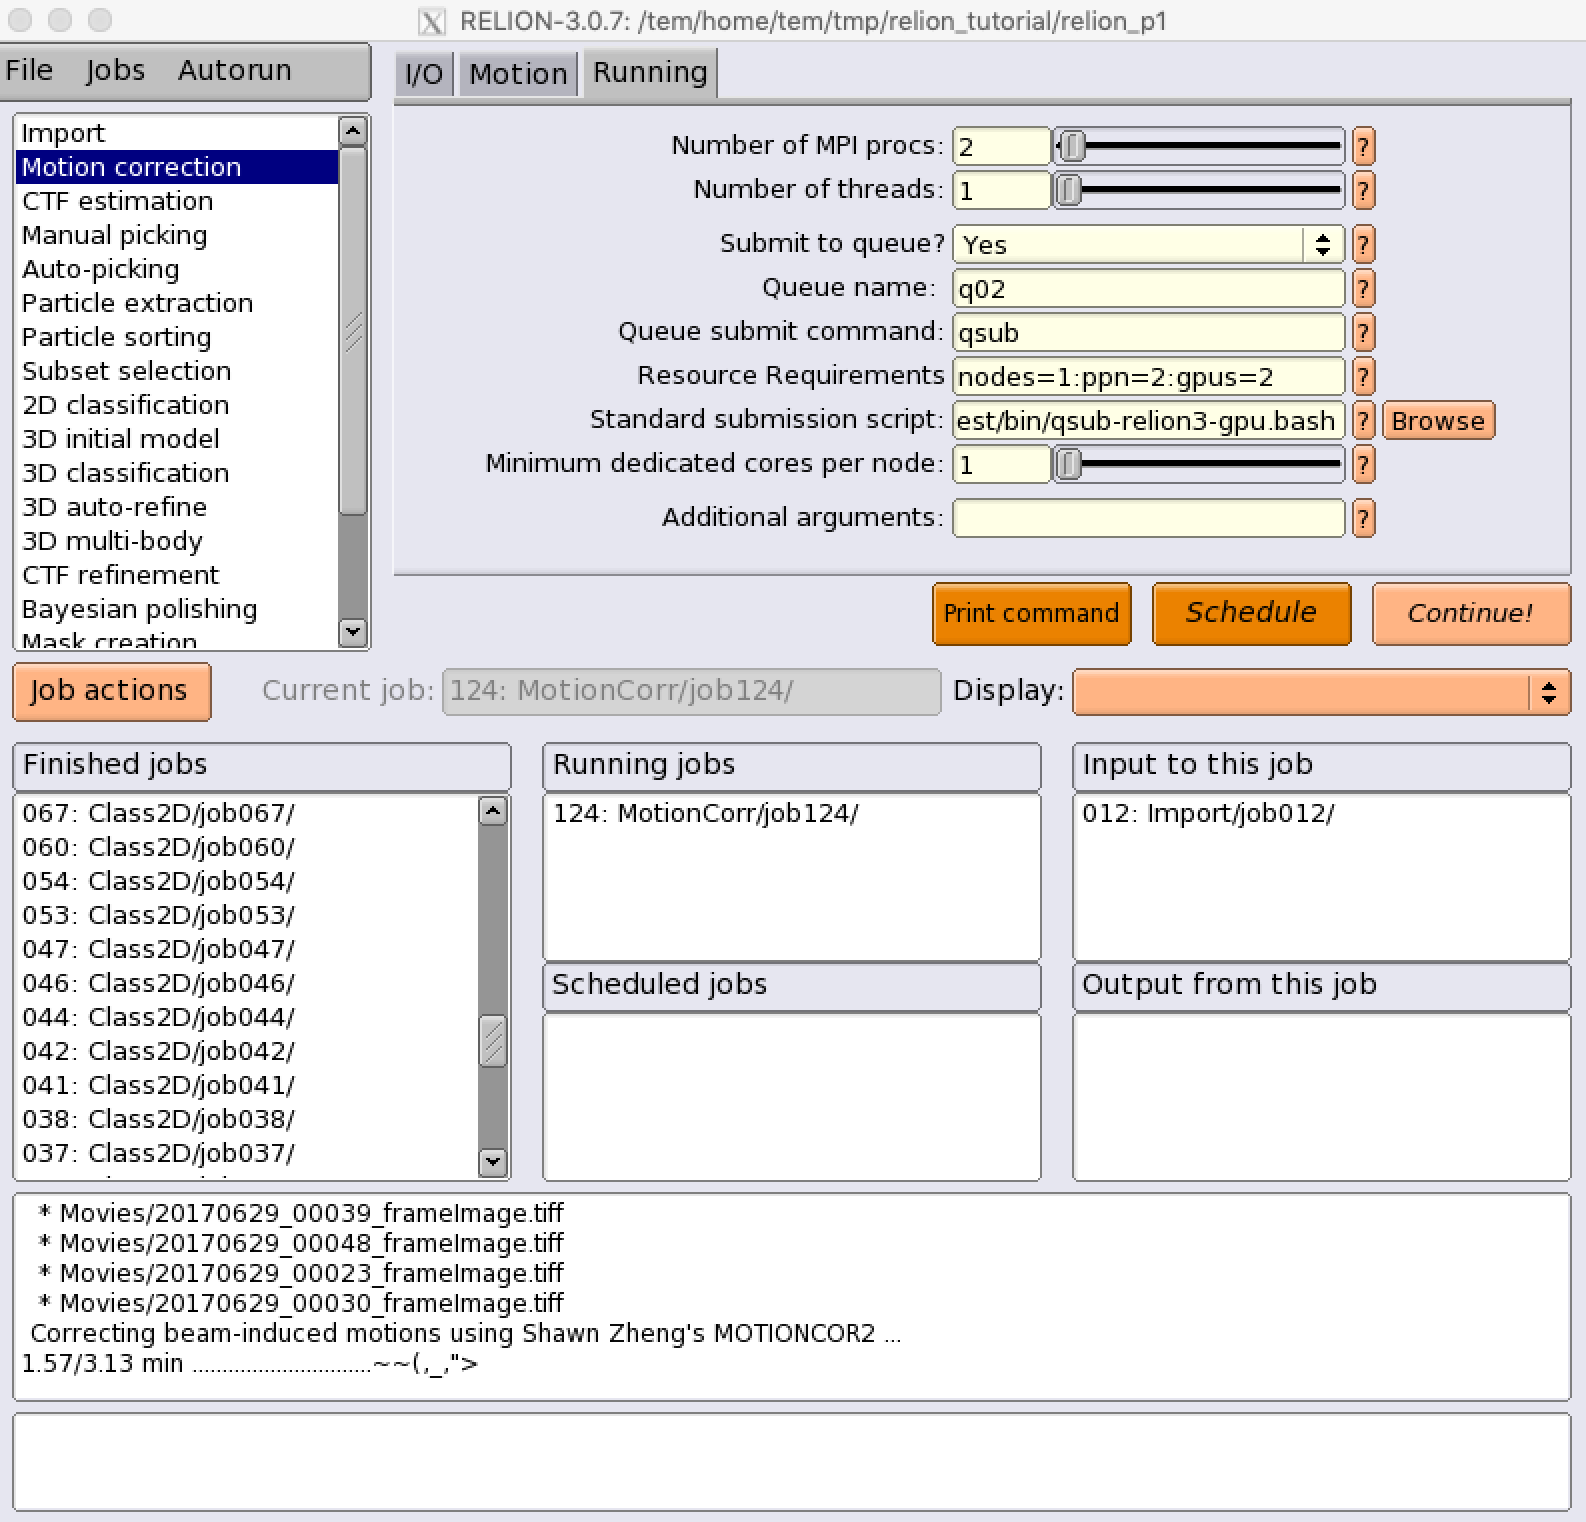 RELION-3.0.7: /tem/home/tem/tmp/relion_tutorial/relion_p1
File Jobs Autorun
I/O Motion Running
Import
Motion correction
CTF estimation
Manual picking
Auto-picking
Particle extraction
Particle sorting
Subset selection
2D classification
3D initial model
3D classification
3D auto-refine
3D multi-body
CTF refinement
Bayesian polishing
Mask creation
Number of MPI procs: 2 ?
Number of threads: 1 ?
Submit to queue? Yes ?
Queue name: q02 ?
Queue submit command: qsub ?
Resource Requirements nodes=1:ppn=2:gpus=2 ?
Standard submission script: est/bin/qsub-relion3-gpu.bash ? Browse
Minimum dedicated cores per node: 1 ?
Additional arguments: ?
Print command Schedule Continue!
Job actions Current job: 124: MotionCorr/job124/ Display:
Finished jobs
067: Class2D/job067/
060: Class2D/job060/
054: Class2D/job054/
053: Class2D/job053/
047: Class2D/job047/
046: Class2D/job046/
044: Class2D/job044/
042: Class2D/job042/
041: Class2D/job041/
038: Class2D/job038/
037: Class2D/job037/
Running jobs
124: MotionCorr/job124/
Scheduled jobs
Input to this job
012: Import/job012/
Output from this job
* Movies/20170629_00039_frameImage.tiff
* Movies/20170629_00048_frameImage.tiff
* Movies/20170629_00023_frameImage.tiff
* Movies/20170629_00030_frameImage.tiff
Correcting beam-induced motions using Shawn Zheng's MOTIONCOR2 ...
1.57/3.13 min ..............................~~(,_,">